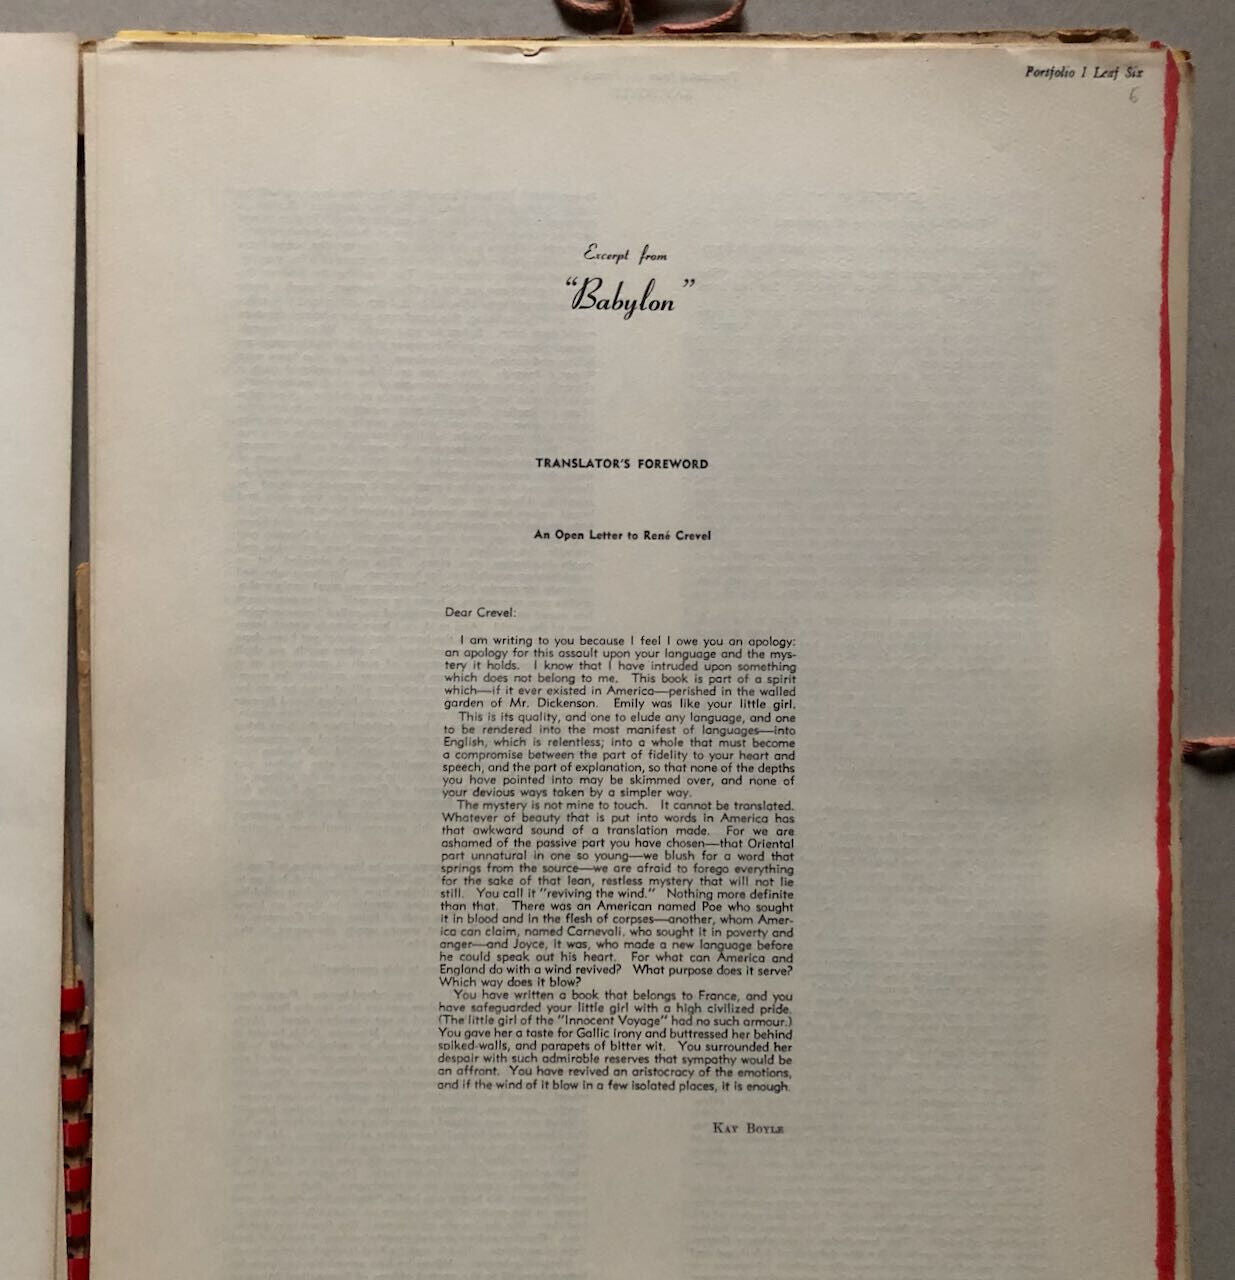 Portfolio 1 Leaf Six
6
Excerpt from
“Babylon”
TRANSLATOR'S FOREWORD
An Open Letter to René Crevel
Dear Crevel:
I am writing to you because I feel I owe you an apology:
an apology for this assault upon your language and the mys-
tery it holds. I know that I have intruded upon something
which does not belong to me. This book is part of a spirit
which—if it ever existed in America—perished in the walled
garden of Mr. Dickenson. Emily was like your little girl.
This is its quality, and one to elude any language, and one
to be rendered into the most manifest of languages—into
English, which is relentless; into a whole that must become
a compromise between the part of fidelity to your heart and
speech, and the part of explanation, so that none of the depths
you have pointed into may be skimmed over, and none of
your devious ways taken by a simpler way.
The mystery is not mine to touch. It cannot be translated.
Whatever of beauty that is put into words in America has
that awkward sound of a translation made. For we are
ashamed of the passive part you have chosen—that Oriental
part unnatural in one so young—we blush for a word that
springs from the source—we are afraid to forego everything
for the sake of that lean, restless mystery that will not lie
still. You call it "reviving the wind." Nothing more definite
than that. There was an American named Poe who sought
it in blood and in the flesh of corpses—another, whom Amer-
ica can claim, named Carnevali, who sought it in poverty and
anger—and Joyce, it was, who made a new language before
he could speak out his heart. For what can America and
England do with a wind revived? What purpose does it serve?
Which way does it blow?
You have written a book that belongs to France, and you
have safeguarded your little girl with a high civilized pride.
(The little girl of the "Innocent Voyage" had no such armour.)
You gave her a taste for Gallic irony and buttressed her behind
spiked-walls, and parapets of bitter wit. You surrounded her
despair with such admirable reserves that sympathy would be
an affront. You have revived an aristocracy of the emotions,
and if the wind of it blow in a few isolated places, it is enough.
KAY BOYLE